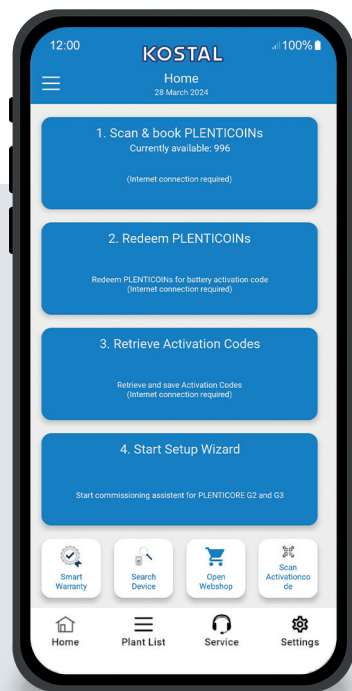 12:00
100%
KOSTAL
Home
28 March 2024
1. Scan & book PLENTICOINs
Currently available: 996
(Internet connection required)
2. Redeem PLENTICOINs
Redeem PLENTICOINs for battery activation code
(Internet connection required)
3. Retrieve Activation Codes
Retrieve and save Activation Codes
(Internet connection required)
4. Start Setup Wizard
Start commissioning assistent for PLENTICORE G2 and G3
Smart
Warranty
Search
Device
Open
Webshop
Scan
Activationco
de
Home
Plant List
Service
Settings